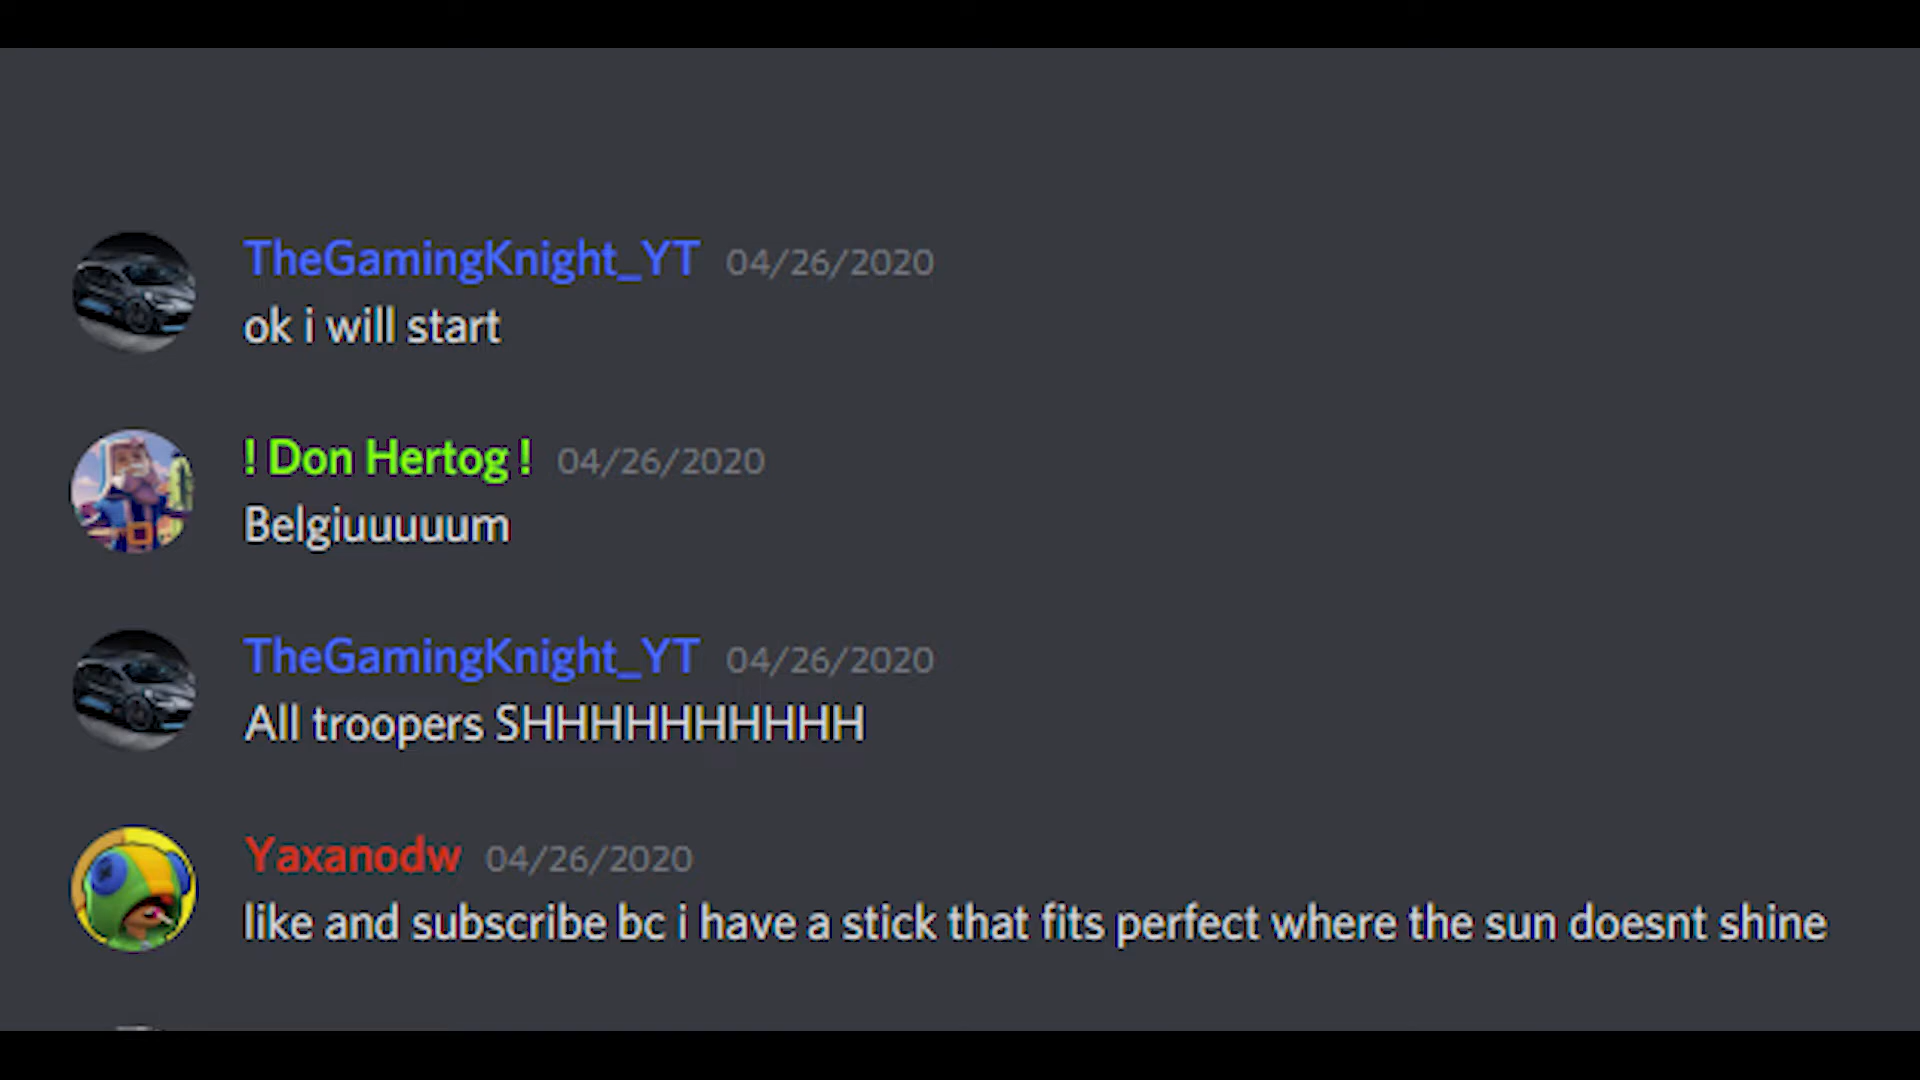 TheGamingKnight_YT 04/26/2020
ok i will start
! Don Hertog ! 04/26/2020
Belgiuuuuum
TheGamingKnight_YT 04/26/2020
All troopers SHHHHHHHHHH
Yaxanodw 04/26/2020
like and subscribe bc i have a stick that fits perfect where the sun doesnt shine